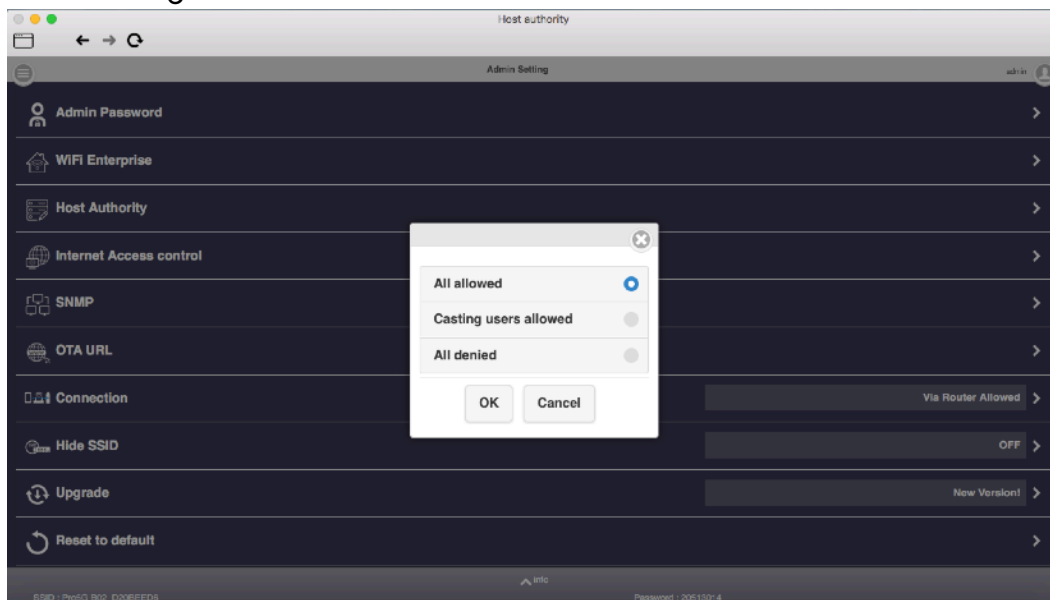 Host authority
Admin Setting
admin
Admin Password
WiFi Enterprise
Host Authority
Internet Access control
All allowed
SNMP
Casting users allowed
OTA URL
All denied
Connection
OK
Cancel
Via Router Allowed
Hide SSID
OFF
Upgrade
New Version!
Reset to default
info
SSID :
Password :